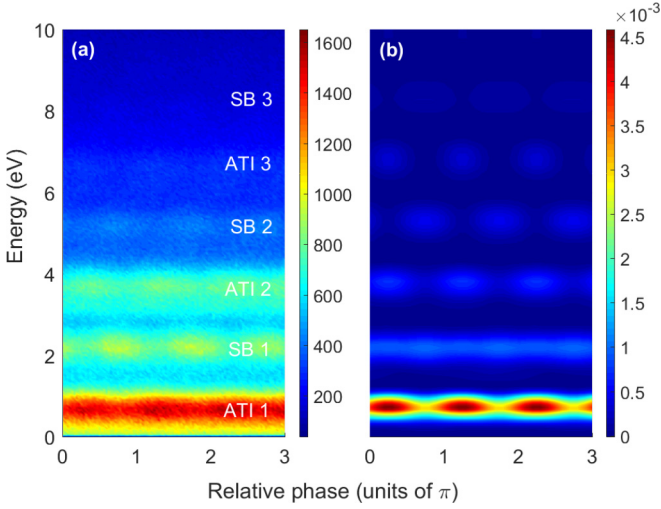 ×10⁻³
(a)
(b)
10
8
6
4
2
0
Energy (eV)
SB 3
ATI 3
SB 2
ATI 2
SB 1
ATI 1
1600
1400
1200
1000
800
600
400
200
4.5
4
3.5
3
2.5
2
1.5
1
0.5
0
0 1 2 3
0 1 2 3
Relative phase (units of π)